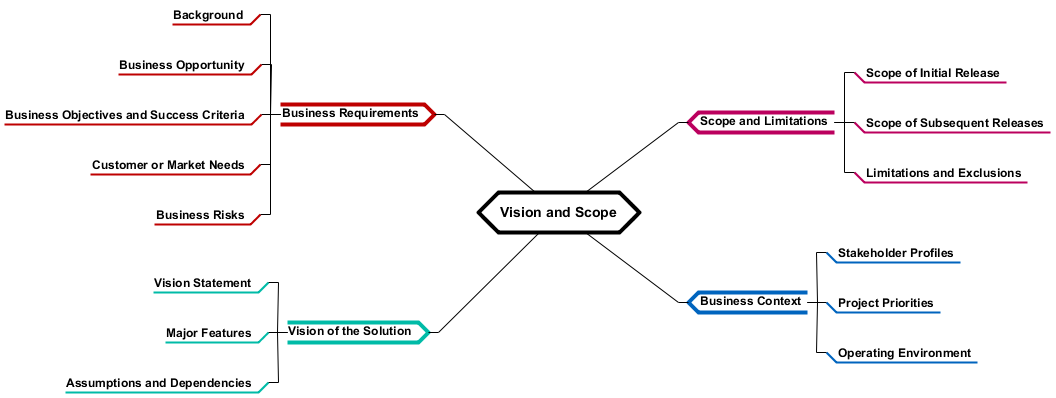 Vision and Scope
Business Requirements
Background
Business Opportunity
Business Objectives and Success Criteria
Customer or Market Needs
Business Risks
Vision of the Solution
Vision Statement
Major Features
Assumptions and Dependencies
Scope and Limitations
Scope of Initial Release
Scope of Subsequent Releases
Limitations and Exclusions
Business Context
Stakeholder Profiles
Project Priorities
Operating Environment